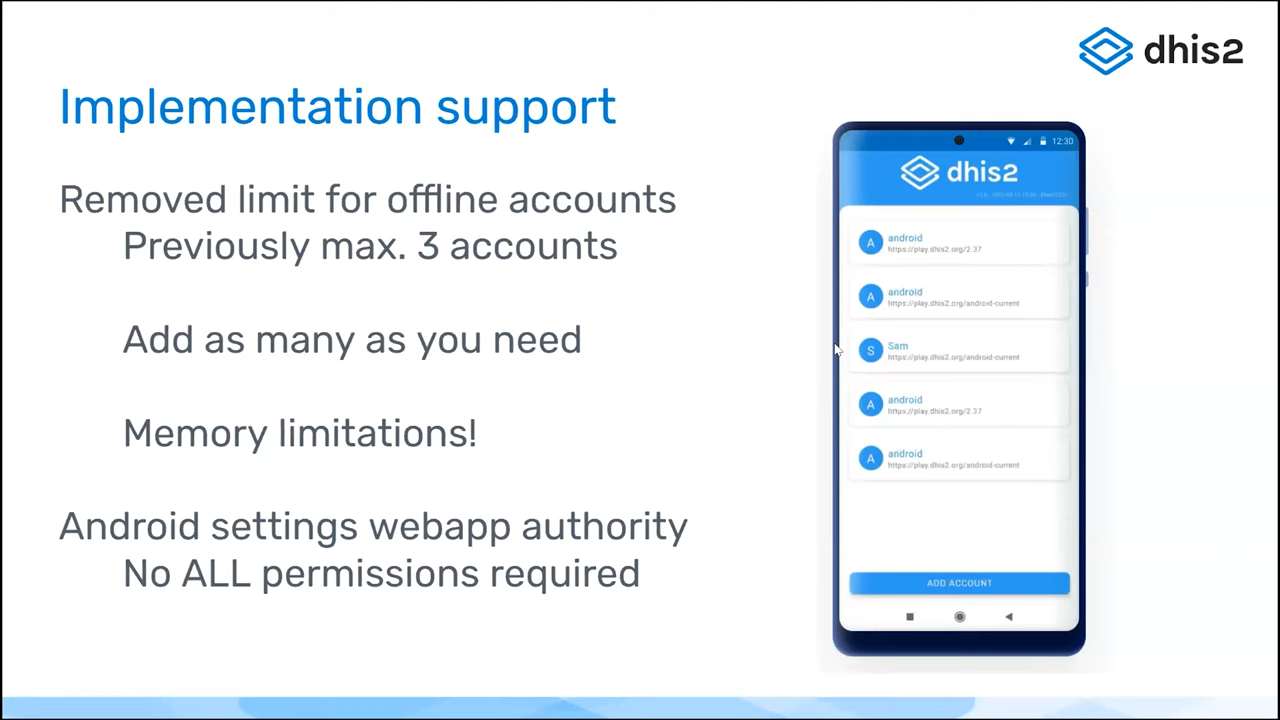 dhis2
Implementation support
Removed limit for offline accounts
Previously max. 3 accounts
Add as many as you need
Memory limitations!
Android settings webapp authority
No ALL permissions required
12:30
dhis2
A android
https://play.dhis2.org/2.37
A android
https://play.dhis2.org/android-current
S Sam
https://play.dhis2.org/android-current
A android
https://play.dhis2.org/2.37
A android
https://play.dhis2.org/android-current
ADD ACCOUNT